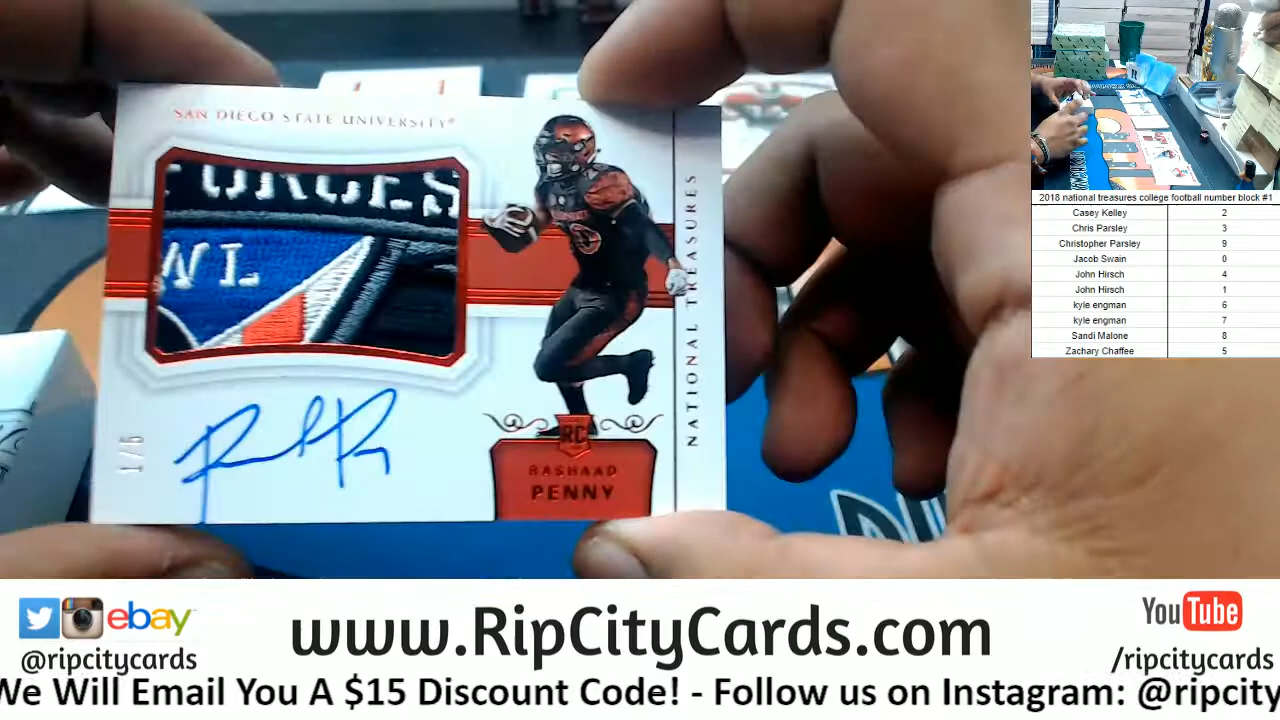 SAN DIEGO STATE UNIVERSITY
WL
1/6
RC
RASHAAD
PENNY
NATIONAL TREASURES
2018 national treasures college football number block #1
Casey Kelley 2
Chris Parsley 3
Christopher Parsley 9
Jacob Swain 0
John Hirsch 4
John Hirsch 1
kyle engman 6
kyle engman 7
Sandi Malone 8
Zachary Chaffee 5
ebay
@ripcitycards
www.RipCityCards.com
YouTube
/ripcitycards
We Will Email You A $15 Discount Code! - Follow us on Instagram: @ripcity